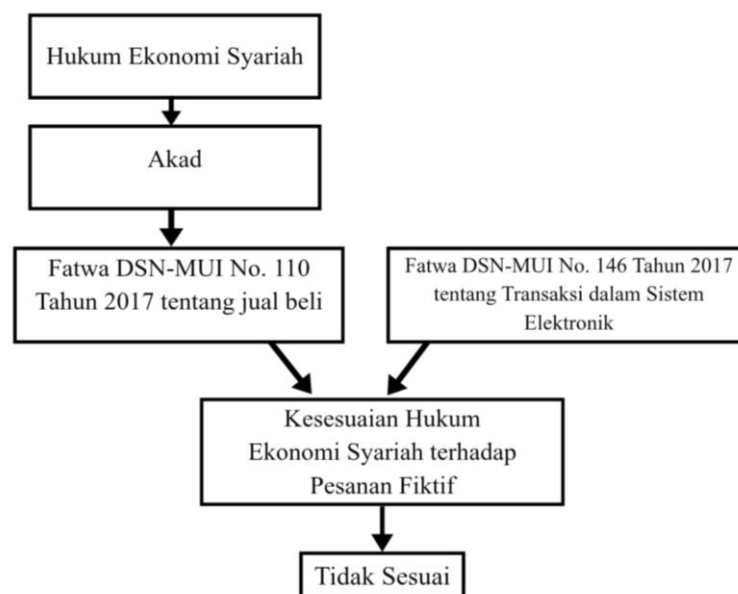 Hukum Ekonomi Syariah
Akad
Fatwa DSN-MUI No. 110
Tahun 2017 tentang jual beli
Fatwa DSN-MUI No. 146 Tahun 2017
tentang Transaksi dalam Sistem
Elektronik
Kesesuaian Hukum
Ekonomi Syariah terhadap
Pesanan Fiktif
Tidak Sesuai